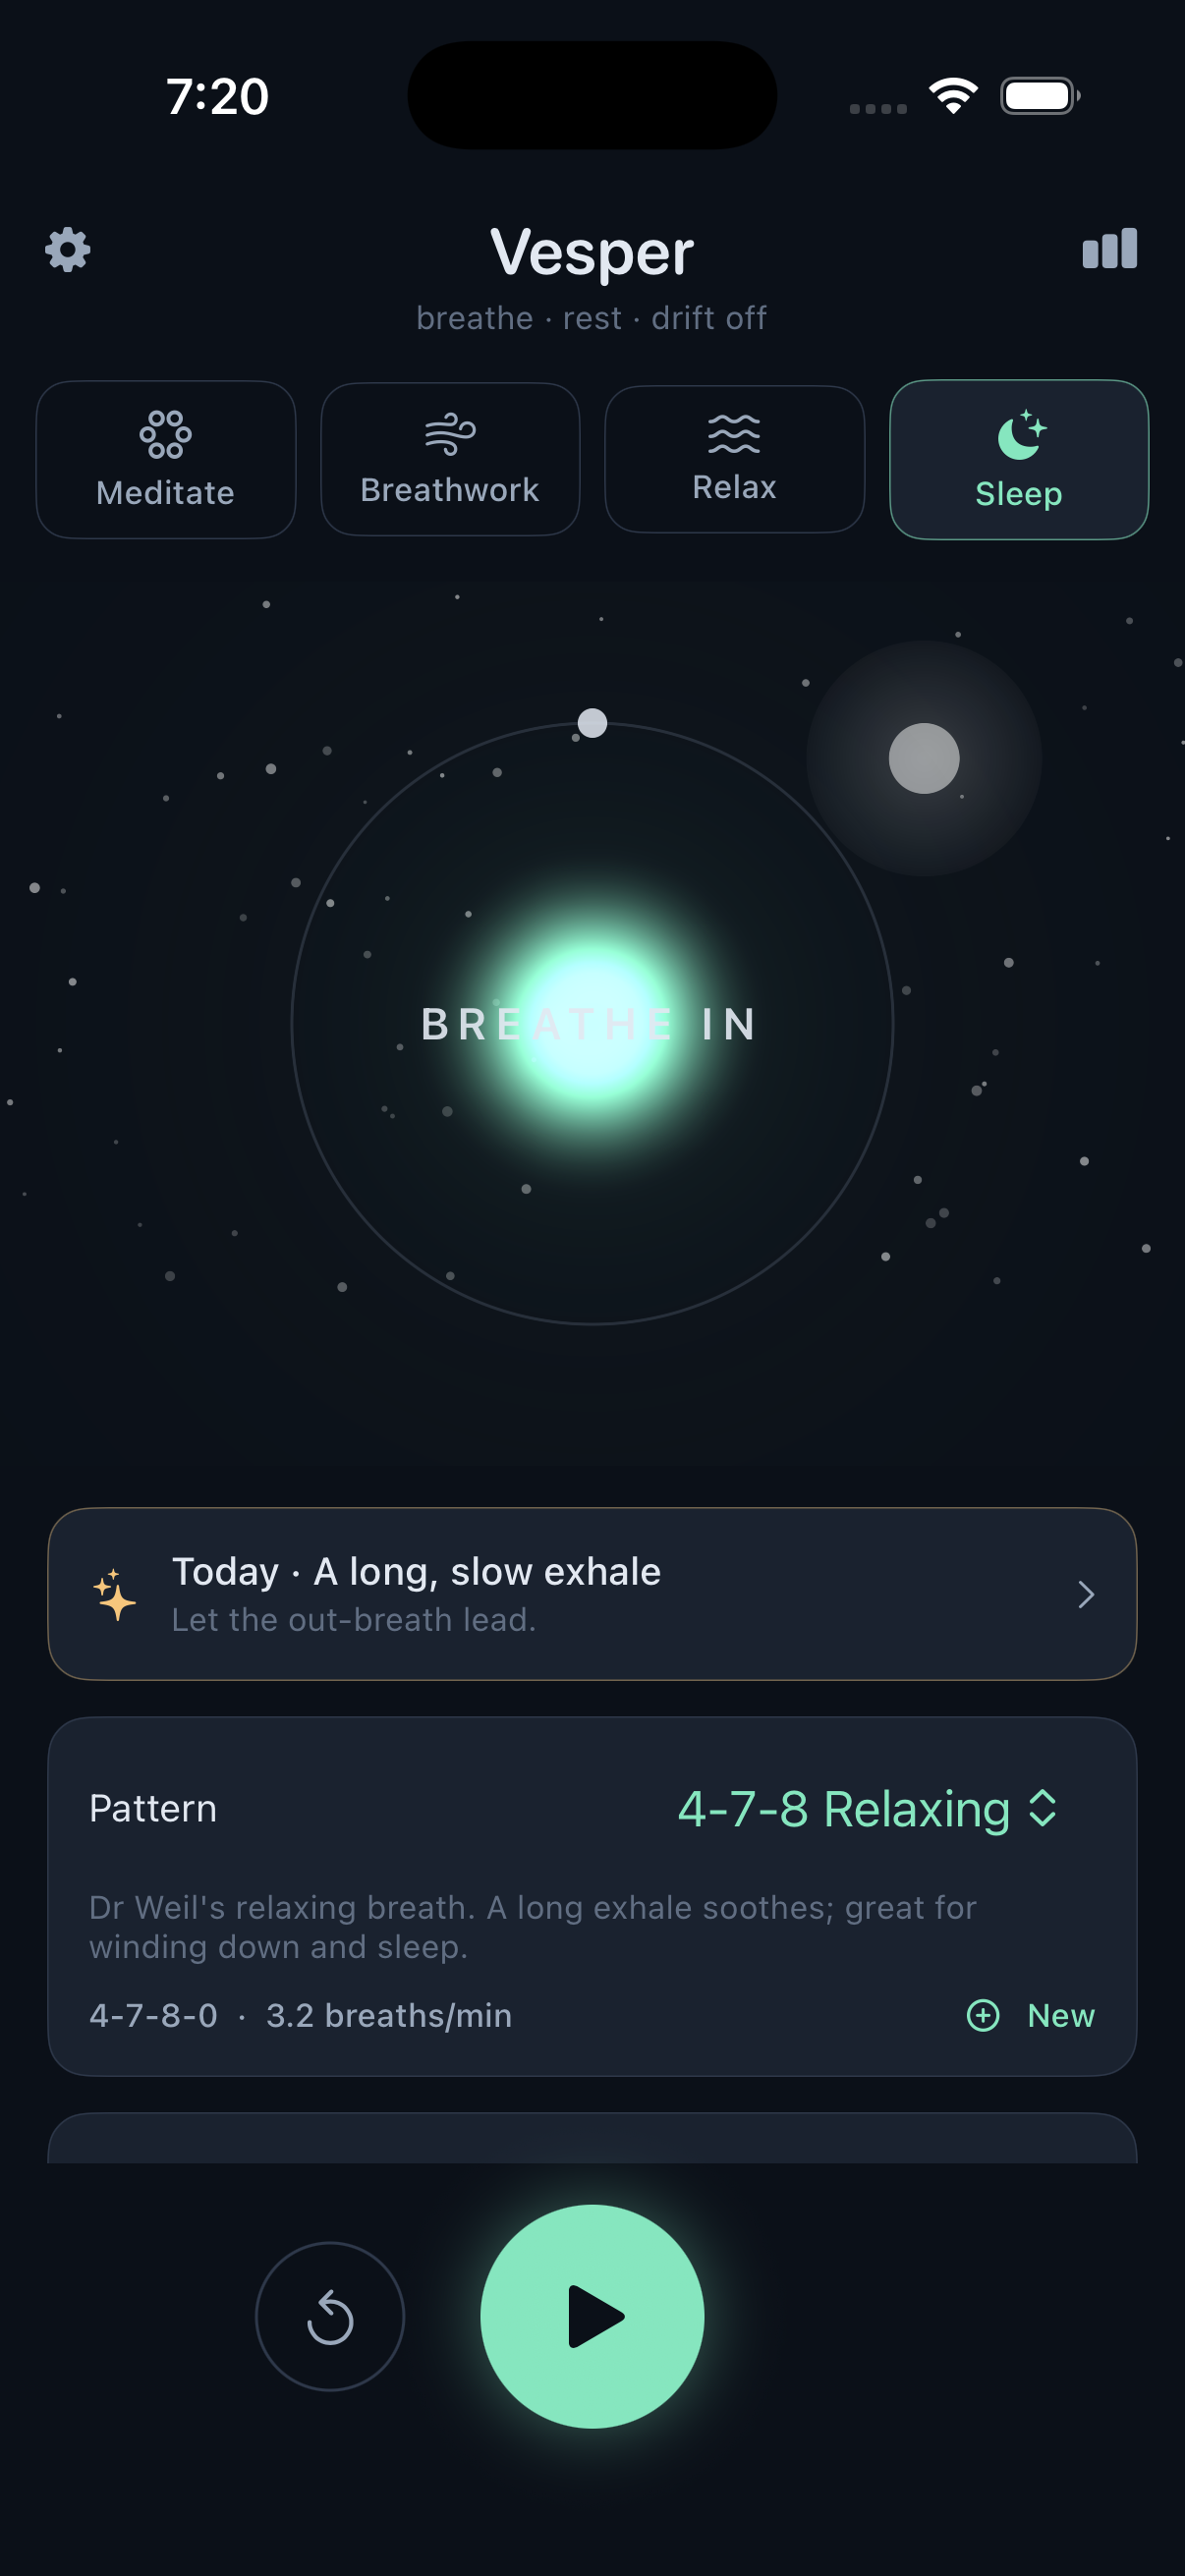 7:20
Vesper
breathe · rest · drift off
Meditate
Breathwork
Relax
Sleep
BREATHE IN
Today · A long, slow exhale
Let the out-breath lead.
Pattern
4-7-8 Relaxing
Dr Weil's relaxing breath. A long exhale soothes; great for
winding down and sleep.
4-7-8-0 · 3.2 breaths/min
New